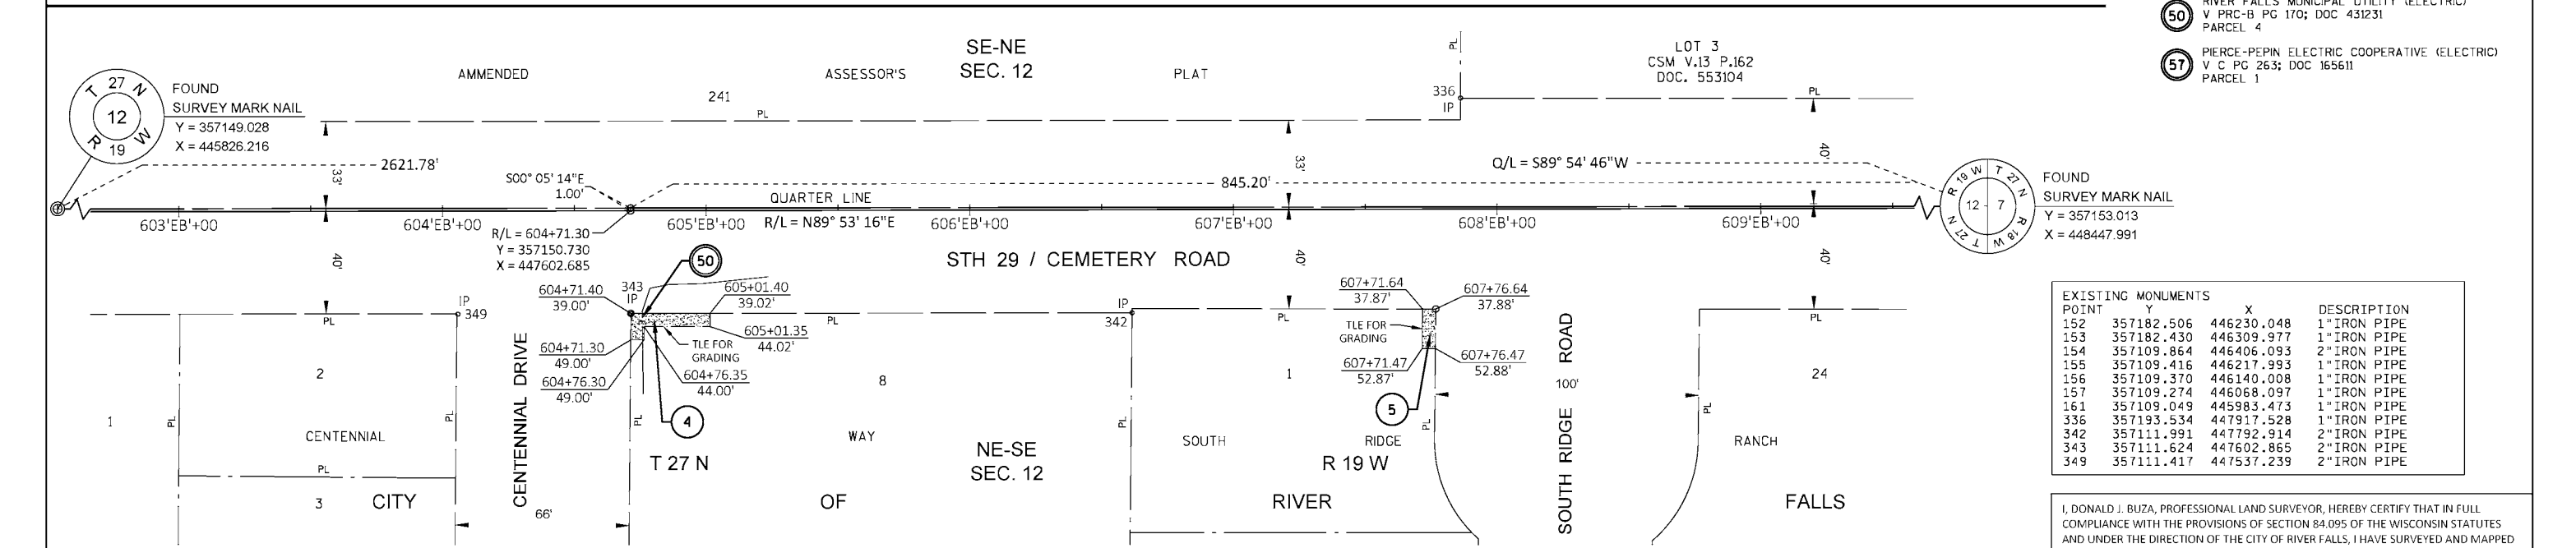 RIVER FALLS MUNICIPAL UTILITY (ELECTRIC)
50 V PRC-B PG 170; DOC 431231
PARCEL 4
57 PIERCE-PEPIN ELECTRIC COOPERATIVE (ELECTRIC)
V C PG 263; DOC 165611
PARCEL 1
SE-NE
SEC. 12
AMMENDED ASSESSOR'S PLAT
241
PL
PL
336
IP
LOT 3
CSM V.13 P.162
DOC. 553104
PL
T 27 N
12
R 19 W
FOUND
SURVEY MARK NAIL
Y = 357149.028
X = 445826.216
2621.78'
33'
S00° 05' 14"E
1.00'
845.20'
33'
Q/L = S89° 54' 46"W
40'
R 19 W T 27 N
12 - 7
T 27 N R 18 W
FOUND
SURVEY MARK NAIL
Y = 357153.013
X = 448447.991
QUARTER LINE
603'EB'+00
604'EB'+00
605'EB'+00
R/L = N89° 53' 16"E
606'EB'+00
607'EB'+00
608'EB'+00
609'EB'+00
R/L = 604+71.30
Y = 357150.730
X = 447602.685
40'
50
STH 29 / CEMETERY ROAD
40'
40'
604+71.40
39.00'
343
IP
605+01.40
39.02'
605+01.35
44.02'
TLE FOR
GRADING
604+71.30
49.00'
604+76.30
49.00'
604+76.35
44.00'
4
IP
349
PL
PL
IP
342
PL
607+71.64
37.87'
607+76.64
37.88'
TLE FOR
GRADING
607+71.47
52.87'
607+76.47
52.88'
5
PL
1
2
PL
PL
CENTENNIAL
PL
3
CENTENNIAL DRIVE
66'
PL
8
WAY
PL
NE-SE
SEC. 12
T 27 N
1
SOUTH RIDGE RANCH
PL
R 19 W
SOUTH RIDGE ROAD
100'
PL
24
CITY OF RIVER FALLS
EXISTING MONUMENTS
POINT Y X DESCRIPTION
152 357182.506 446230.048 1"IRON PIPE
153 357182.430 446309.977 1"IRON PIPE
154 357109.864 446406.093 2"IRON PIPE
155 357109.416 446217.993 1"IRON PIPE
156 357109.370 446140.008 1"IRON PIPE
157 357109.274 446068.097 1"IRON PIPE
161 357109.049 445983.473 1"IRON PIPE
336 357193.534 447917.528 1"IRON PIPE
342 357111.991 447792.914 2"IRON PIPE
343 357111.624 447602.865 2"IRON PIPE
349 357111.417 447537.239 2"IRON PIPE
I, DONALD J. BUZA, PROFESSIONAL LAND SURVEYOR, HEREBY CERTIFY THAT IN FULL
COMPLIANCE WITH THE PROVISIONS OF SECTION 84.095 OF THE WISCONSIN STATUTES
AND UNDER THE DIRECTION OF THE CITY OF RIVER FALLS, I HAVE SURVEYED AND MAPPED